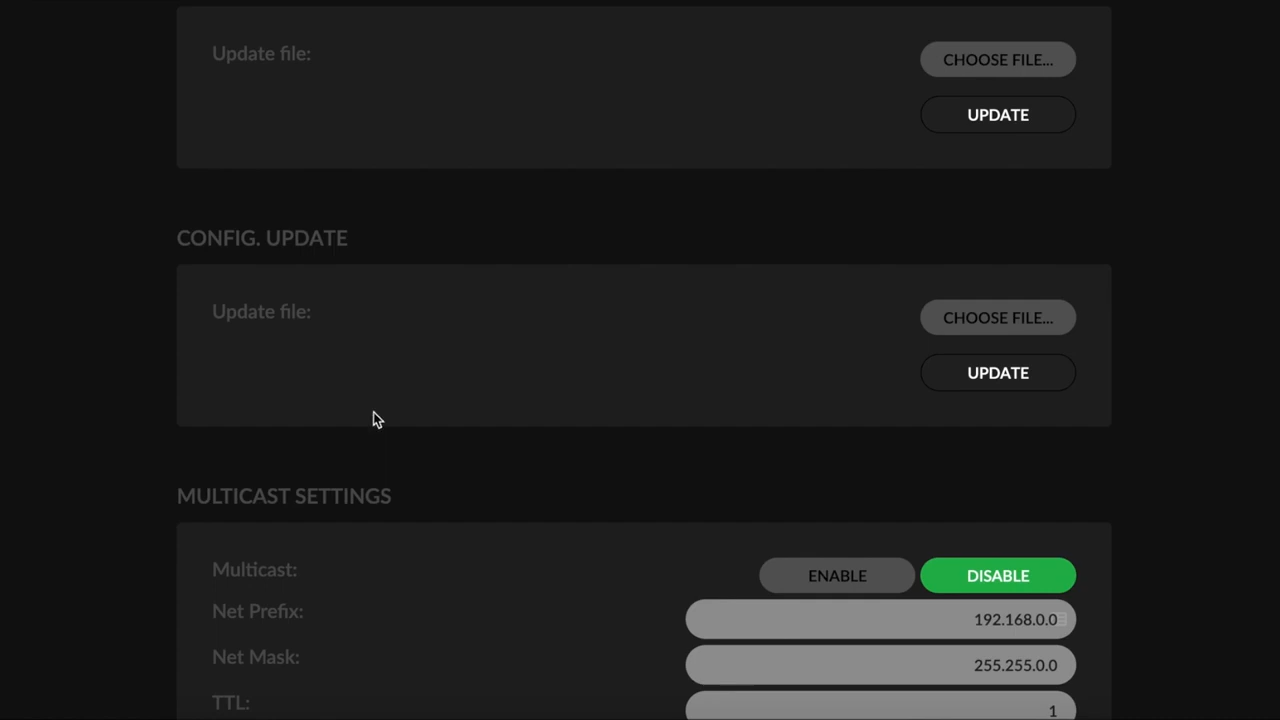 Update file:
CHOOSE FILE...
UPDATE
CONFIG. UPDATE
Update file:
CHOOSE FILE...
UPDATE
MULTICAST SETTINGS
Multicast:
ENABLE
DISABLE
Net Prefix:
192.168.0.0
Net Mask:
255.255.0.0
TTL:
1